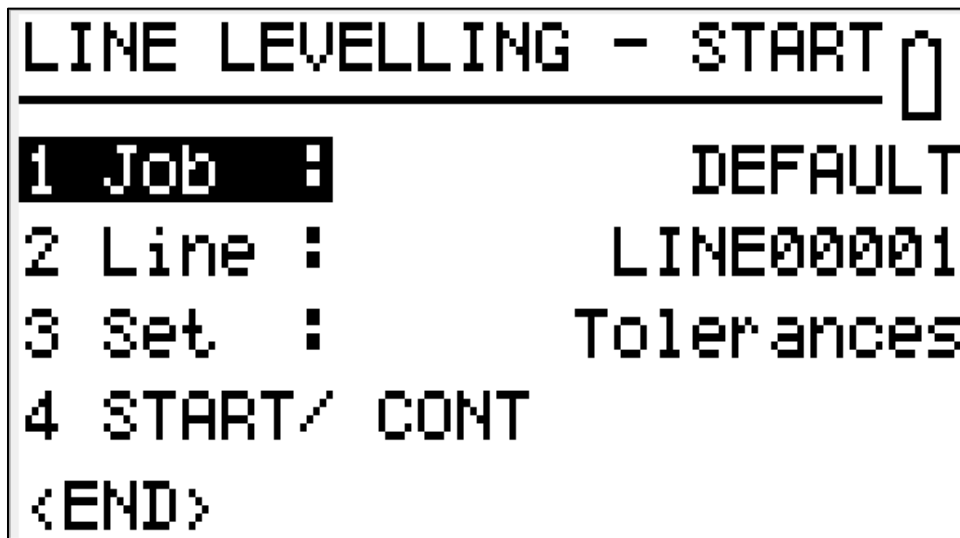 LINE LEVELLING - START
1 Job : DEFAULT
2 Line : LINE00001
3 Set : Tolerances
4 START/ CONT
<END>